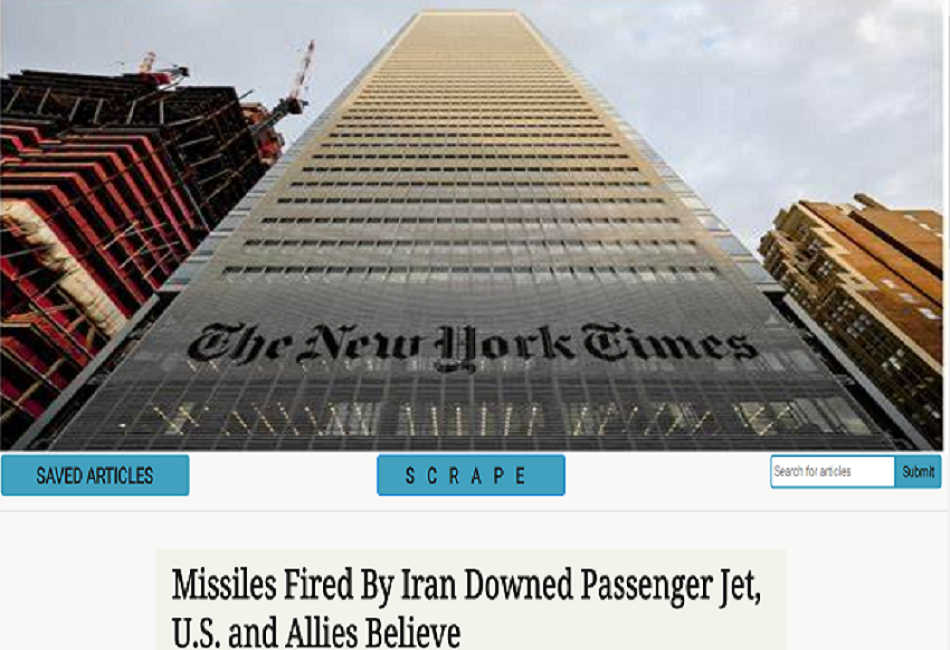 The New York Times
SAVED ARTICLES
SCRAPE
Search for articles
Submit
Missiles Fired By Iran Downed Passenger Jet,
U.S. and Allies Believe